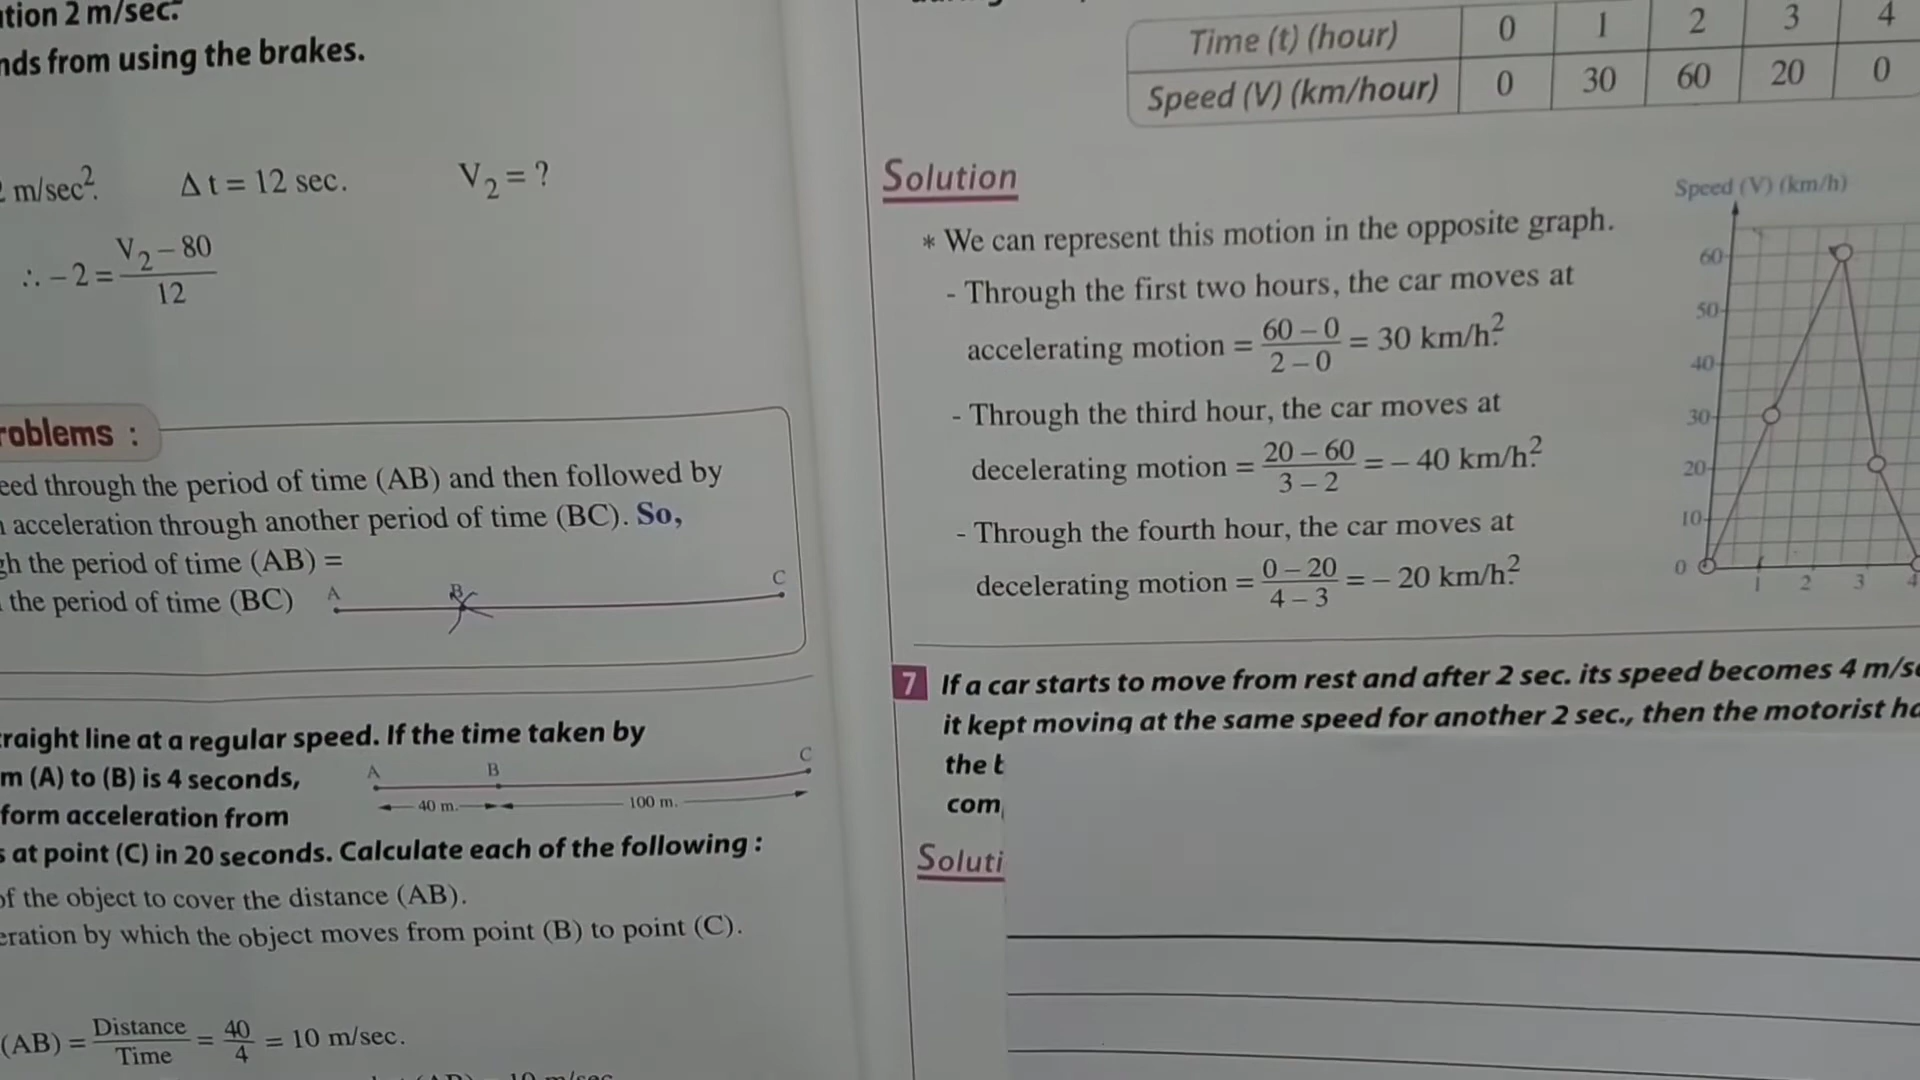 tion 2 m/sec.
nds from using the brakes.
m/sec². Δt = 12 sec. V₂ = ?
∴ – 2 = (V₂ – 80)/12
roblems :
eed through the period of time (AB) and then followed by
acceleration through another period of time (BC). So,
gh the period of time (AB) =
the period of time (BC) A B C
raight line at a regular speed. If the time taken by
m (A) to (B) is 4 seconds, A B C
40 m. 100 m.
form acceleration from
s at point (C) in 20 seconds. Calculate each of the following :
of the object to cover the distance (AB).
eration by which the object moves from point (B) to point (C).
(AB) = Distance/Time = 40/4 = 10 m/sec.
Time (t) (hour) 0 1 2 3 4
Speed (V) (km/hour) 0 30 60 20 0
Solution
* We can represent this motion in the opposite graph.
- Through the first two hours, the car moves at
accelerating motion = (60 – 0)/(2 – 0) = 30 km/h².
- Through the third hour, the car moves at
decelerating motion = (20 – 60)/(3 – 2) = – 40 km/h².
- Through the fourth hour, the car moves at
decelerating motion = (0 – 20)/(4 – 3) = – 20 km/h².
Speed (V) (km/h)
60
50
40
30
20
10
0 1 2 3 4
7 If a car starts to move from rest and after 2 sec. its speed becomes 4 m/s
it kept moving at the same speed for another 2 sec., then the motorist ha
the b
com
Soluti